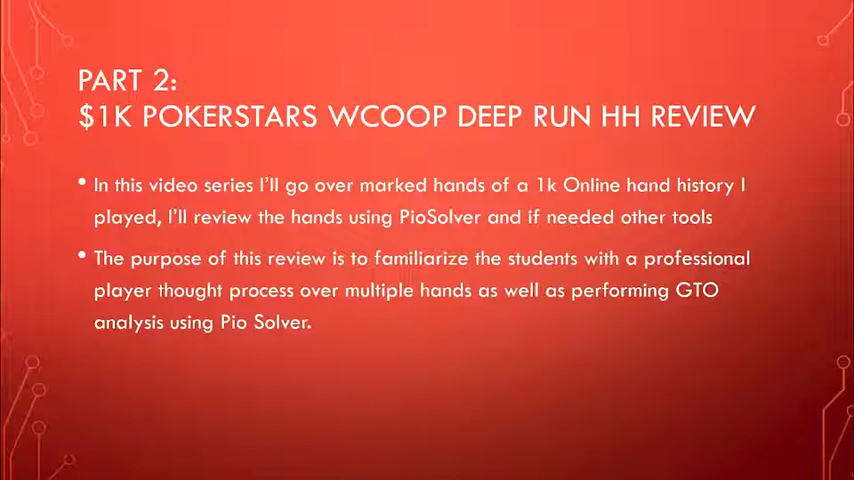 PART 2:
$1K POKERSTARS WCOOP DEEP RUN HH REVIEW
• In this video series I'll go over marked hands of a 1k Online hand history I
played, I'll review the hands using PioSolver and if needed other tools
• The purpose of this review is to familiarize the students with a professional
player thought process over multiple hands as well as performing GTO
analysis using Pio Solver.